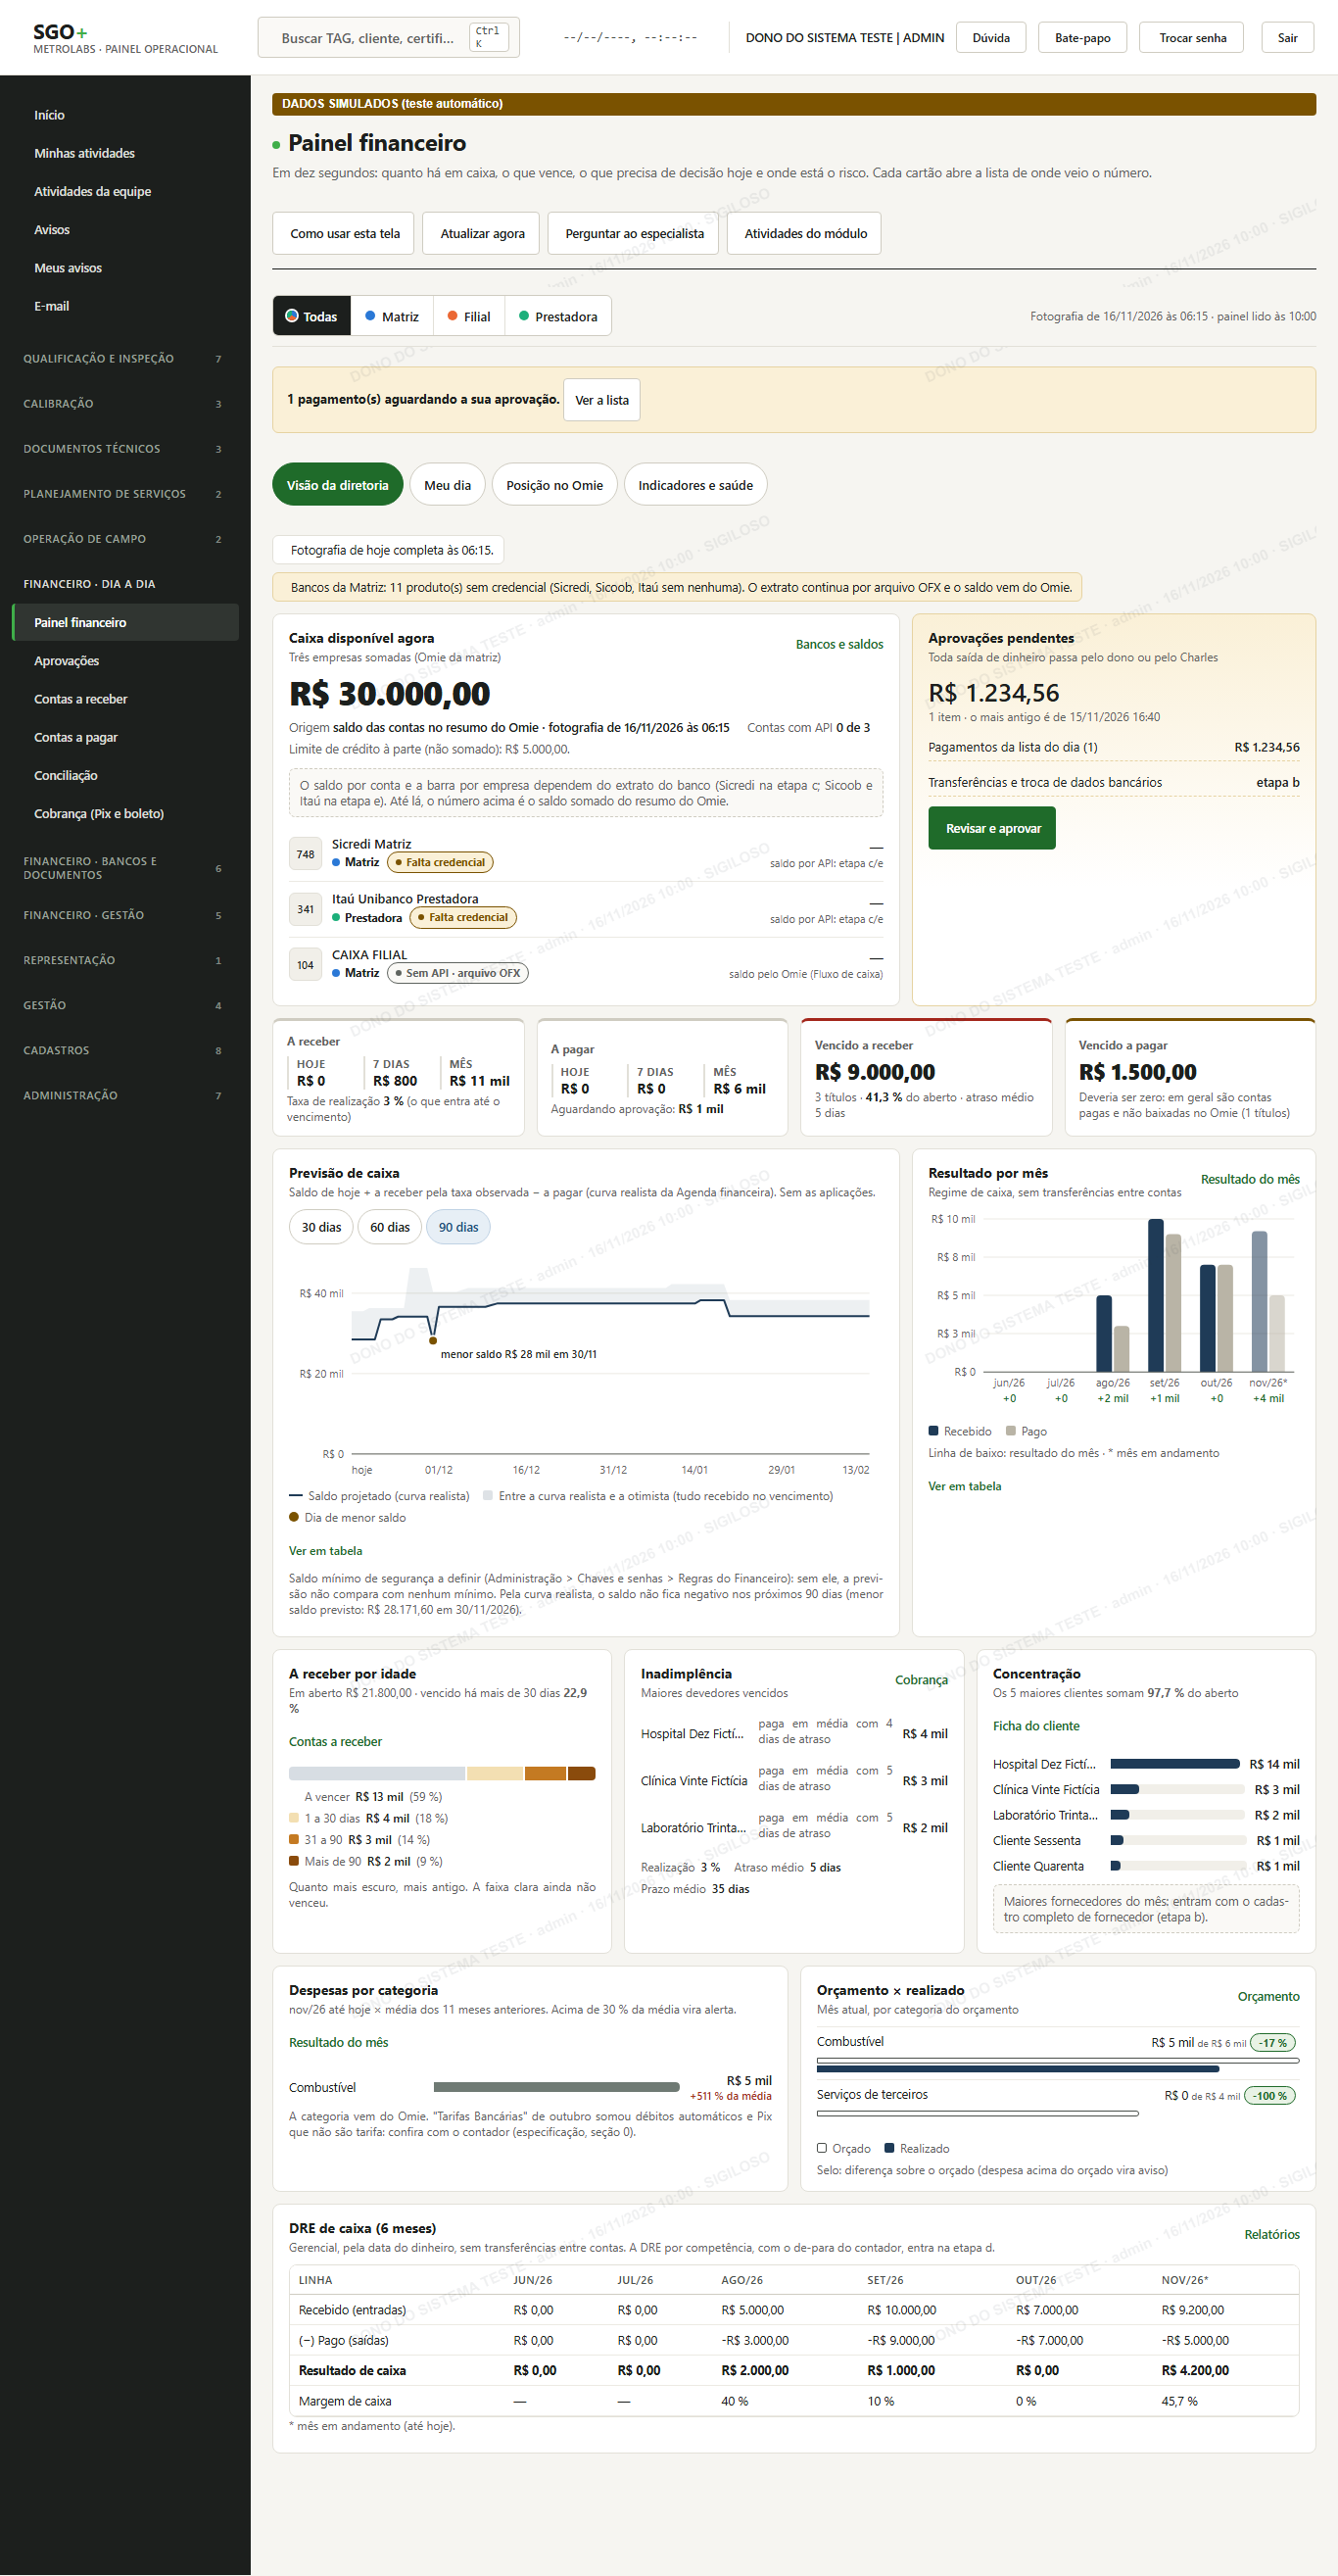 SGO+
METROLABS · PAINEL OPERACIONAL
Buscar TAG, cliente, certifi...
Ctrl
K
--/--/----, --:--:--
DONO DO SISTEMA TESTE | ADMIN
Dúvida
Bate-papo
Trocar senha
Sair
Início
Minhas atividades
Atividades da equipe
Avisos
Meus avisos
E-mail
QUALIFICAÇÃO E INSPEÇÃO 7
CALIBRAÇÃO 3
DOCUMENTOS TÉCNICOS 3
PLANEJAMENTO DE SERVIÇOS 2
OPERAÇÃO DE CAMPO 2
FINANCEIRO · DIA A DIA
Painel financeiro
Aprovações
Contas a receber
Contas a pagar
Conciliação
Cobrança (Pix e boleto)
FINANCEIRO · BANCOS E
DOCUMENTOS 6
FINANCEIRO · GESTÃO 5
REPRESENTAÇÃO 1
GESTÃO 4
CADASTROS 8
ADMINISTRAÇÃO 7
DADOS SIMULADOS (teste automático)
Painel financeiro
Em dez segundos: quanto há em caixa, o que vence, o que precisa de decisão hoje e onde está o risco. Cada cartão abre a lista de onde veio o número.
Como usar esta tela
Atualizar agora
Perguntar ao especialista
Atividades do módulo
Todas
Matriz
Filial
Prestadora
Fotografia de 16/11/2026 às 06:15 · painel lido às 10:00
1 pagamento(s) aguardando a sua aprovação.
Ver a lista
Visão da diretoria
Meu dia
Posição no Omie
Indicadores e saúde
Fotografia de hoje completa às 06:15.
Bancos da Matriz: 11 produto(s) sem credencial (Sicredi, Sicoob, Itaú sem nenhuma). O extrato continua por arquivo OFX e o saldo vem do Omie.
Caixa disponível agora
Três empresas somadas (Omie da matriz)
Bancos e saldos
R$ 30.000,00
Origem saldo das contas no resumo do Omie · fotografia de 16/11/2026 às 06:15 Contas com API 0 de 3
Limite de crédito à parte (não somado): R$ 5.000,00.
O saldo por conta e a barra por empresa dependem do extrato do banco (Sicredi na etapa c; Sicoob e
Itaú na etapa e). Até lá, o número acima é o saldo somado do resumo do Omie.
748
Sicredi Matriz
Matriz
Falta credencial
—
saldo por API: etapa c/e
341
Itaú Unibanco Prestadora
Prestadora
Falta credencial
—
saldo por API: etapa c/e
104
CAIXA FILIAL
Matriz
Sem API · arquivo OFX
—
saldo pelo Omie (Fluxo de caixa)
Aprovações pendentes
Toda saída de dinheiro passa pelo dono ou pelo Charles
R$ 1.234,56
1 item · o mais antigo é de 15/11/2026 16:40
Pagamentos da lista do dia (1) R$ 1.234,56
Transferências e troca de dados bancários etapa b
Revisar e aprovar
A receber
HOJE 7 DIAS MÊS
R$ 0 R$ 800 R$ 11 mil
Taxa de realização 3 % (o que entra até o
vencimento)
A pagar
HOJE 7 DIAS MÊS
R$ 0 R$ 0 R$ 6 mil
Aguardando aprovação: R$ 1 mil
Vencido a receber
R$ 9.000,00
3 títulos · 41,3 % do aberto · atraso médio
5 dias
Vencido a pagar
R$ 1.500,00
Deveria ser zero: em geral são contas
pagas e não baixadas no Omie (1 títulos)
Previsão de caixa
Saldo de hoje + a receber pela taxa observada − a pagar (curva realista da Agenda financeira). Sem as aplicações.
30 dias
60 dias
90 dias
R$ 40 mil
R$ 20 mil
R$ 0
menor saldo R$ 28 mil em 30/11
hoje 01/12 16/12 31/12 14/01 29/01 13/02
Saldo projetado (curva realista)
Entre a curva realista e a otimista (tudo recebido no vencimento)
Dia de menor saldo
Ver em tabela
Saldo mínimo de segurança a definir (Administração > Chaves e senhas > Regras do Financeiro): sem ele, a previ-
são não compara com nenhum mínimo. Pela curva realista, o saldo não fica negativo nos próximos 90 dias (menor
saldo previsto: R$ 28.171,60 em 30/11/2026).
Resultado por mês
Regime de caixa, sem transferências entre contas
Resultado do mês
R$ 10 mil
R$ 8 mil
R$ 5 mil
R$ 3 mil
R$ 0
jun/26 jul/26 ago/26 set/26 out/26 nov/26*
+0 +0 +2 mil +1 mil +0 +4 mil
Recebido
Pago
Linha de baixo: resultado do mês · * mês em andamento
Ver em tabela
A receber por idade
Em aberto R$ 21.800,00 · vencido há mais de 30 dias 22,9
%
Contas a receber
A vencer R$ 13 mil (59 %)
1 a 30 dias R$ 4 mil (18 %)
31 a 90 R$ 3 mil (14 %)
Mais de 90 R$ 2 mil (9 %)
Quanto mais escuro, mais antigo. A faixa clara ainda não
venceu.
Inadimplência
Maiores devedores vencidos
Cobrança
Hospital Dez Fictí... paga em média com 4
dias de atraso R$ 4 mil
Clínica Vinte Fictícia paga em média com 5
dias de atraso R$ 3 mil
Laboratório Trinta... paga em média com 5
dias de atraso R$ 2 mil
Realização 3 % Atraso médio 5 dias
Prazo médio 35 dias
Concentração
Os 5 maiores clientes somam 97,7 % do aberto
Ficha do cliente
Hospital Dez Fictí... R$ 14 mil
Clínica Vinte Fictícia R$ 3 mil
Laboratório Trinta... R$ 2 mil
Cliente Sessenta R$ 1 mil
Cliente Quarenta R$ 1 mil
Maiores fornecedores do mês: entram com o cadas-
tro completo de fornecedor (etapa b).
Despesas por categoria
nov/26 até hoje × média dos 11 meses anteriores. Acima de 30 % da média vira alerta.
Resultado do mês
Combustível R$ 5 mil
+511 % da média
A categoria vem do Omie. "Tarifas Bancárias" de outubro somou débitos automáticos e Pix
que não são tarifa: confira com o contador (especificação, seção 0).
Orçamento × realizado
Mês atual, por categoria do orçamento
Orçamento
Combustível R$ 5 mil de R$ 6 mil -17 %
Serviços de terceiros R$ 0 de R$ 4 mil -100 %
Orçado
Realizado
Selo: diferença sobre o orçado (despesa acima do orçado vira aviso)
DRE de caixa (6 meses)
Gerencial, pela data do dinheiro, sem transferências entre contas. A DRE por competência, com o de-para do contador, entra na etapa d.
Relatórios
LINHA JUN/26 JUL/26 AGO/26 SET/26 OUT/26 NOV/26*
Recebido (entradas) R$ 0,00 R$ 0,00 R$ 5.000,00 R$ 10.000,00 R$ 7.000,00 R$ 9.200,00
(−) Pago (saídas) R$ 0,00 R$ 0,00 -R$ 3.000,00 -R$ 9.000,00 -R$ 7.000,00 -R$ 5.000,00
Resultado de caixa R$ 0,00 R$ 0,00 R$ 2.000,00 R$ 1.000,00 R$ 0,00 R$ 4.200,00
Margem de caixa — — 40 % 10 % 0 % 45,7 %
* mês em andamento (até hoje).
DONO DO SISTEMA TESTE · admin · 16/11/2026 10:00 · SIGILOSO